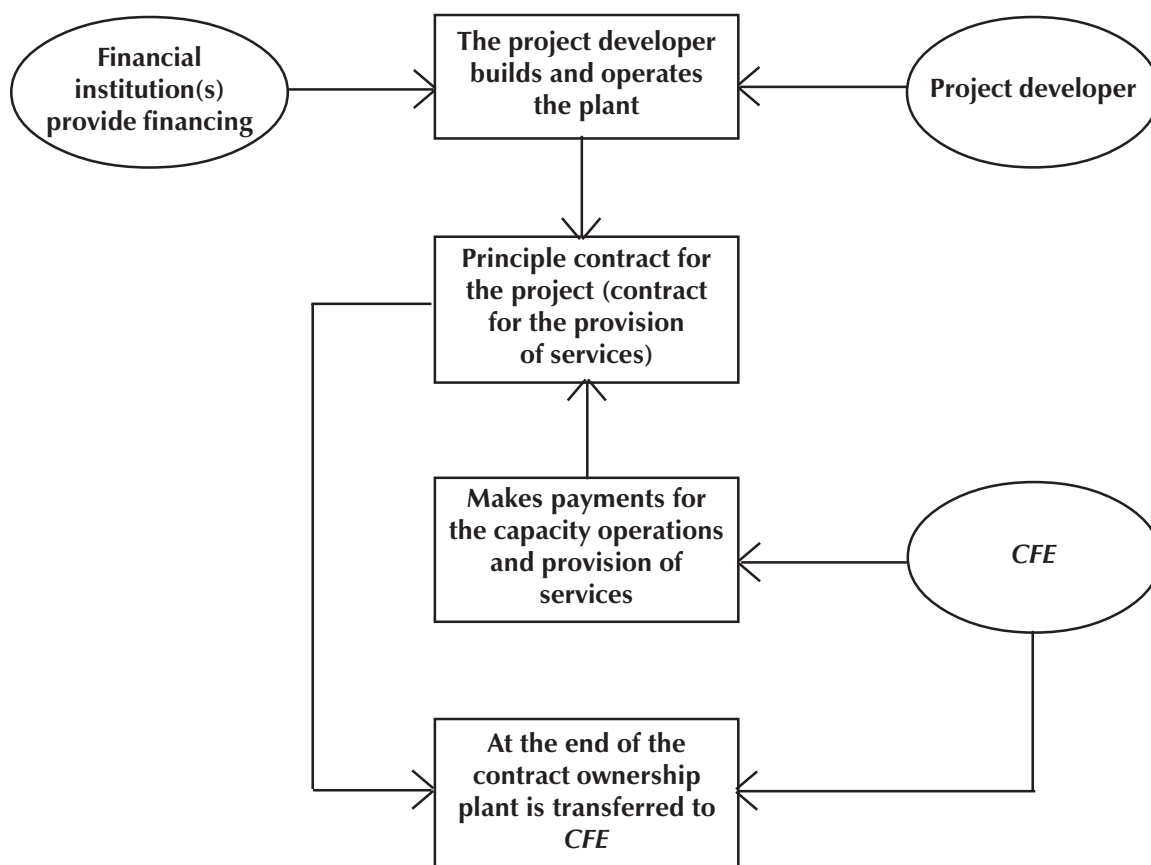 Financial
institution(s)
provide financing
The project developer
builds and operates
the plant
Project developer
Principle contract for
the project (contract
for the provision
of services)
Makes payments for
the capacity operations
and provision of
services
CFE
At the end of the
contract ownership
plant is transferred to
CFE